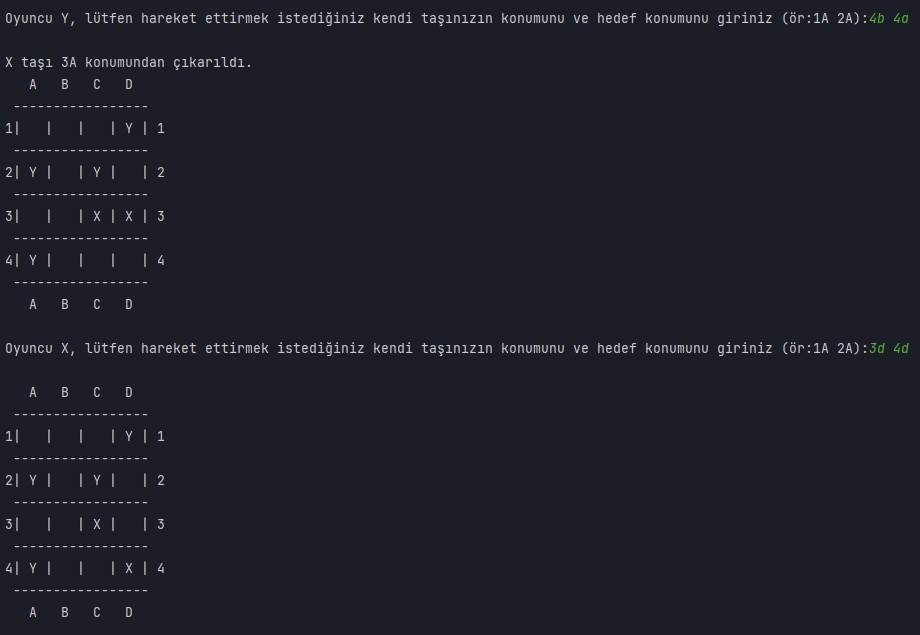 Oyuncu Y, lütfen hareket ettirmek istediğiniz kendi taşınızın konumunu ve hedef konumunu giriniz (ör:1A 2A):4b 4a
X taşı 3A konumundan çıkarıldı.
   A   B   C   D
 -----------------
1|   |   |   | Y | 1
 -----------------
2| Y |   | Y |   | 2
 -----------------
3|   |   | X | X | 3
 -----------------
4| Y |   |   |   | 4
 -----------------
   A   B   C   D
Oyuncu X, lütfen hareket ettirmek istediğiniz kendi taşınızın konumunu ve hedef konumunu giriniz (ör:1A 2A):3d 4d
   A   B   C   D
 -----------------
1|   |   |   | Y | 1
 -----------------
2| Y |   | Y |   | 2
 -----------------
3|   |   | X |   | 3
 -----------------
4| Y |   |   | X | 4
 -----------------
   A   B   C   D